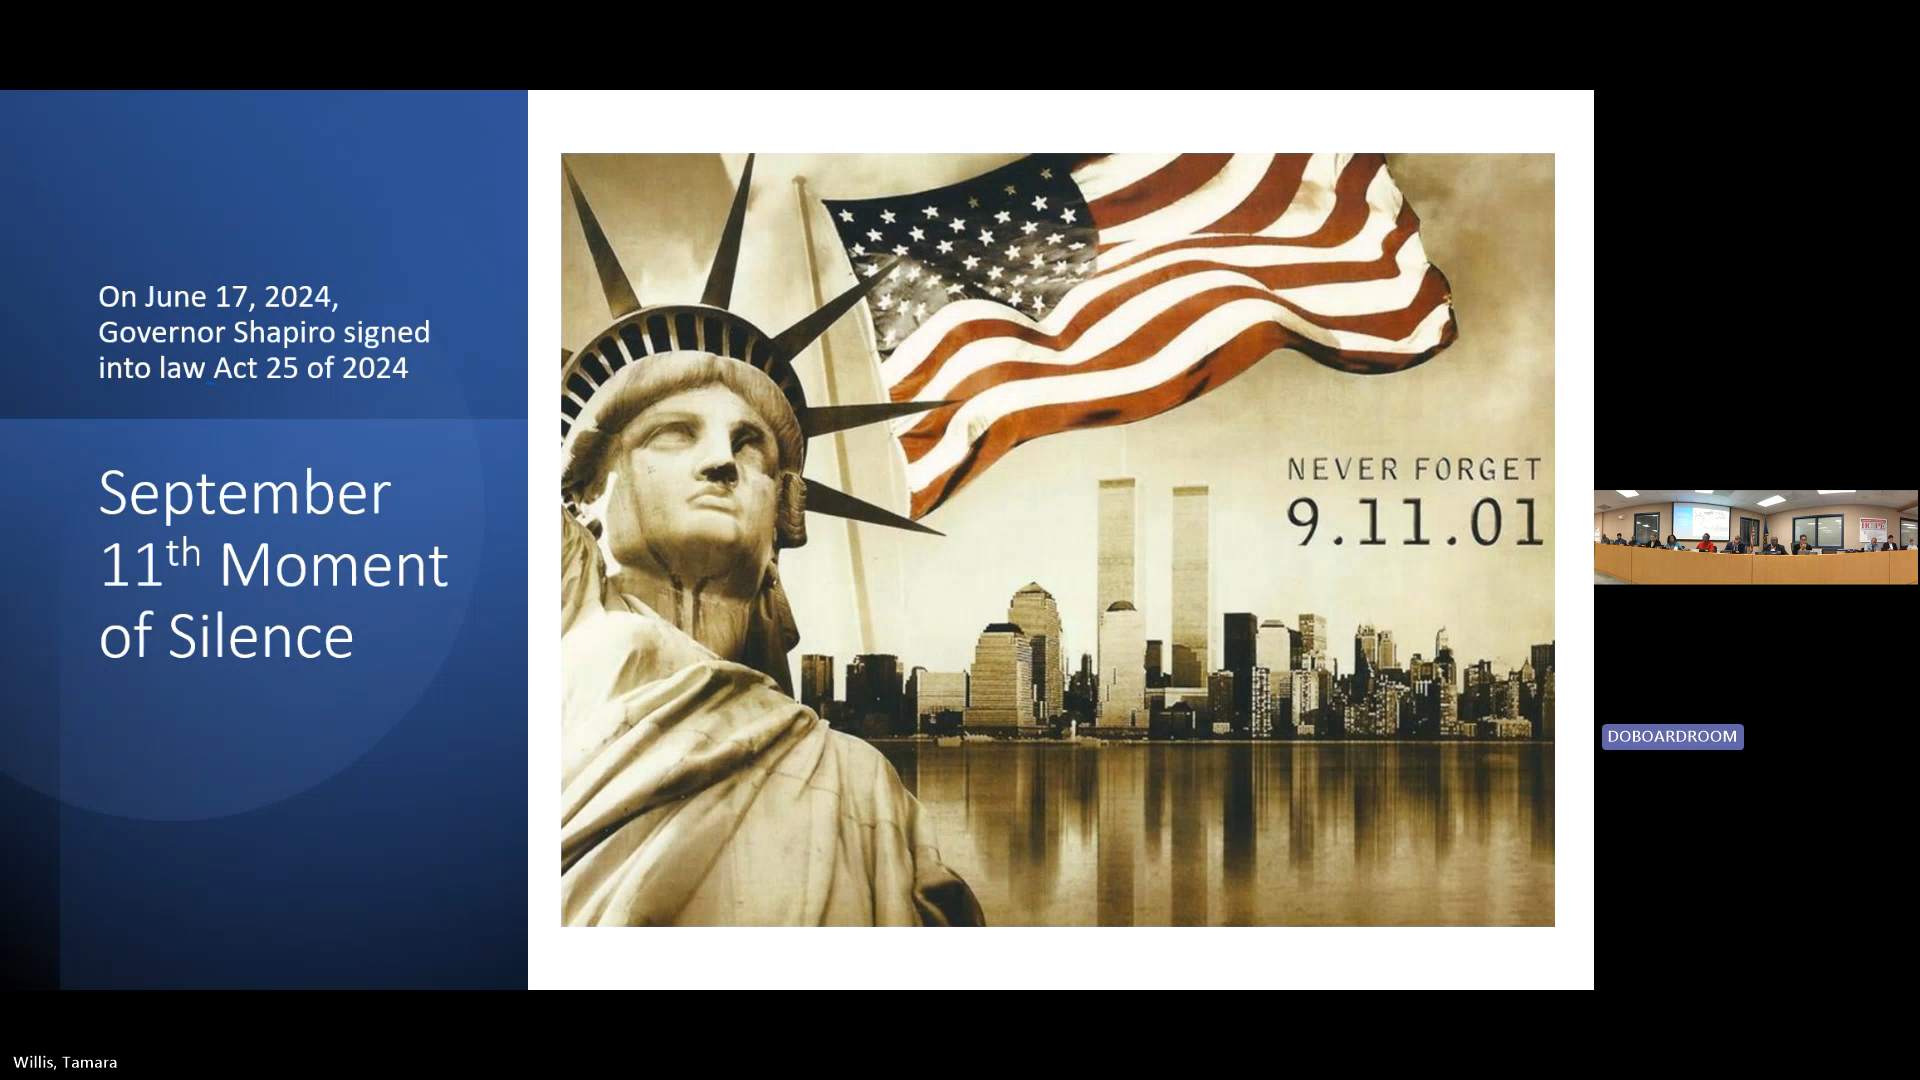 On June 17, 2024,
Governor Shapiro signed
into law Act 25 of 2024
September
11th Moment
of Silence
NEVER FORGET
9.11.01
HOPE
DOBOARDROOM
Willis, Tamara